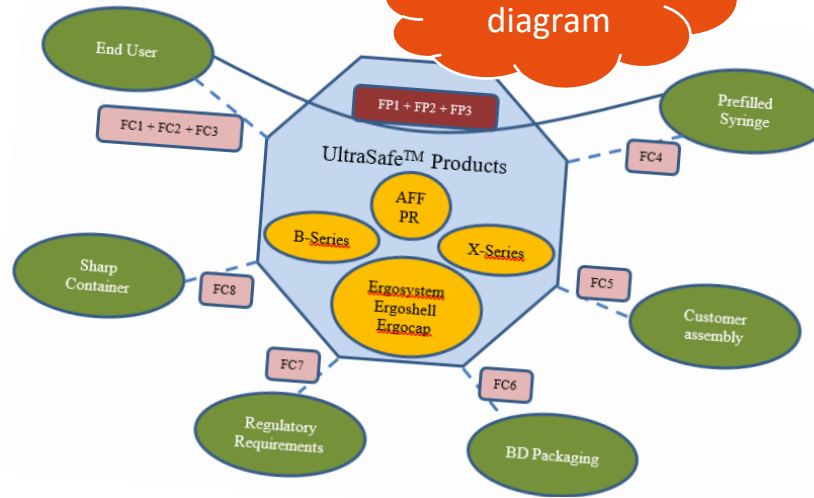 diagram
End User
FP1 + FP2 + FP3
Prefilled
Syringe
FC1 + FC2 + FC3
FC4
UltraSafe™ Products
AFF
PR
B-Series
X-Series
Sharp
Container
FC8
Ergosystem
Ergoshell
Ergocap
FC5
Customer
assembly
FC7
FC6
Regulatory
Requirements
BD Packaging